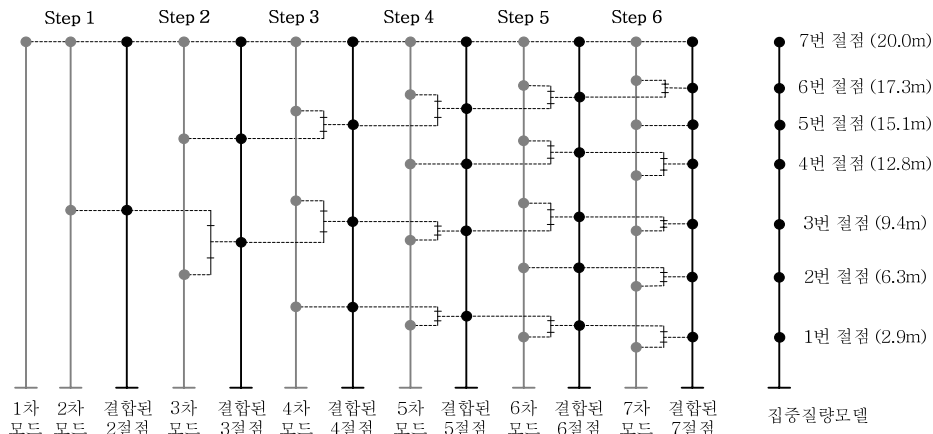 Step 1 Step 2 Step 3 Step 4 Step 5 Step 6
7번 절점 (20.0m)
6번 절점 (17.3m)
5번 절점 (15.1m)
4번 절점 (12.8m)
3번 절점 (9.4m)
2번 절점 (6.3m)
1번 절점 (2.9m)
1차 2차 결합된 3차 결합된 4차 결합된 5차 결합된 6차 결합된 7차 결합된
모드 모드 2절점 모드 3절점 모드 4절점 모드 5절점 모드 6절점 모드 7절점
집중질량모델